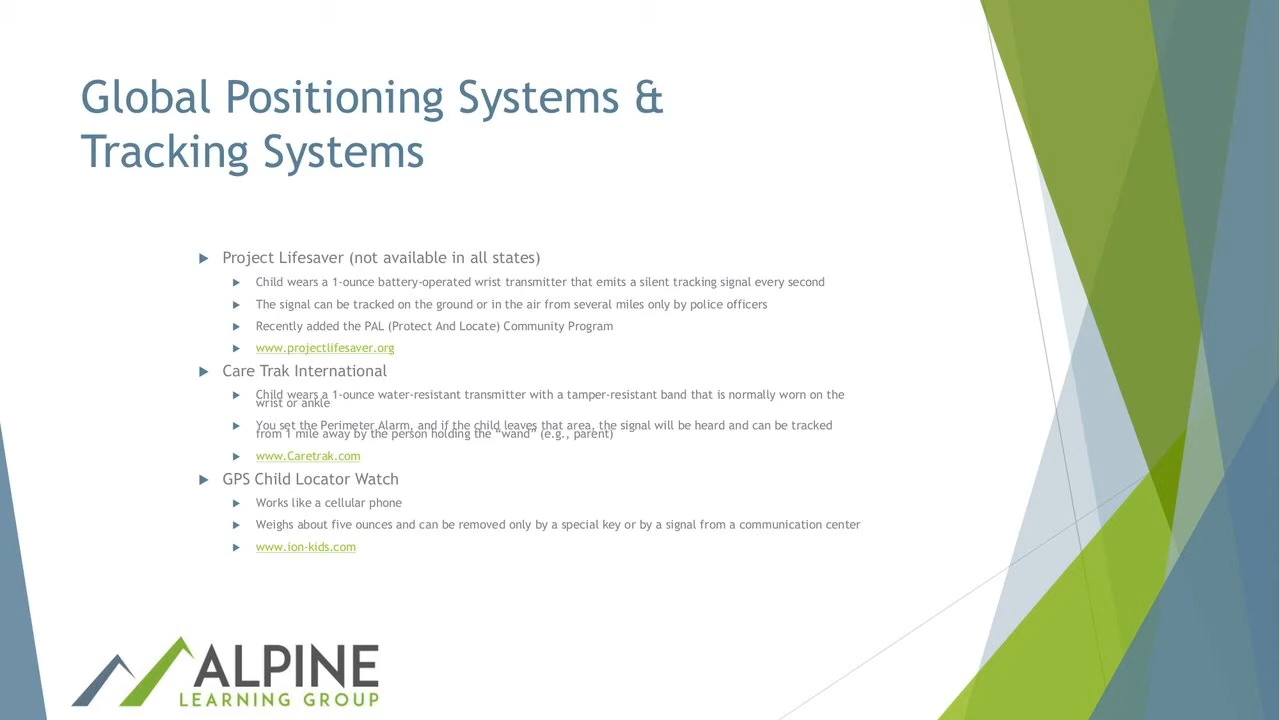 Global Positioning Systems &
Tracking Systems
Project Lifesaver (not available in all states)
Child wears a 1-ounce battery-operated wrist transmitter that emits a silent tracking signal every second
The signal can be tracked on the ground or in the air from several miles only by police officers
Recently added the PAL (Protect And Locate) Community Program
www.projectlifesaver.org
Care Trak International
Child wears a 1-ounce water-resistant transmitter with a tamper-resistant band that is normally worn on the
wrist or ankle
You set the Perimeter Alarm, and if the child leaves that area, the signal will be heard and can be tracked
from 1 mile away by the person holding the “wand” (e.g., parent)
www.Caretrak.com
GPS Child Locator Watch
Works like a cellular phone
Weighs about five ounces and can be removed only by a special key or by a signal from a communication center
www.ion-kids.com
ALPINE
LEARNING GROUP